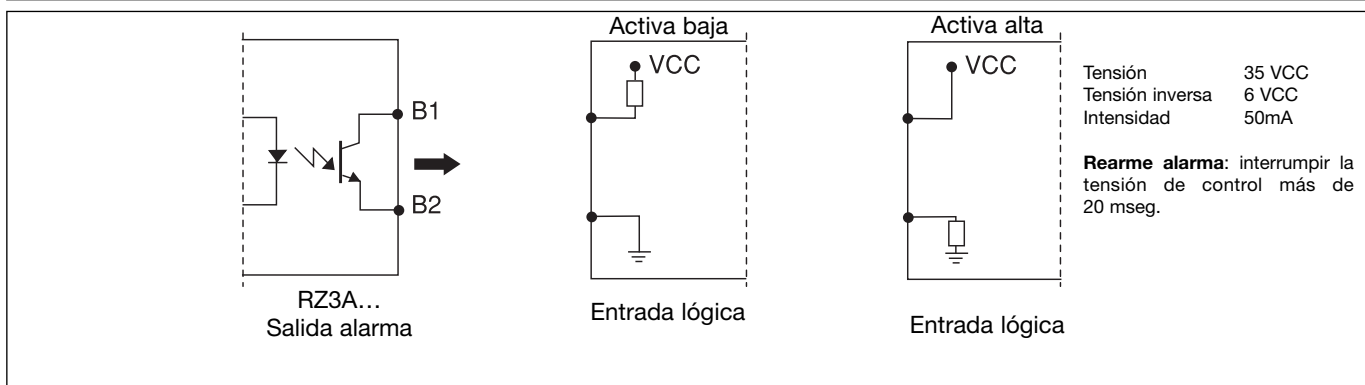 Activa baja
Activa alta
VCC
VCC
B1
B2
RZ3A...
Salida alarma
Entrada lógica
Entrada lógica
Tensión 35 VCC
Tensión inversa 6 VCC
Intensidad 50mA
Rearme alarma: interrumpir la
tensión de control más de
20 mseg.